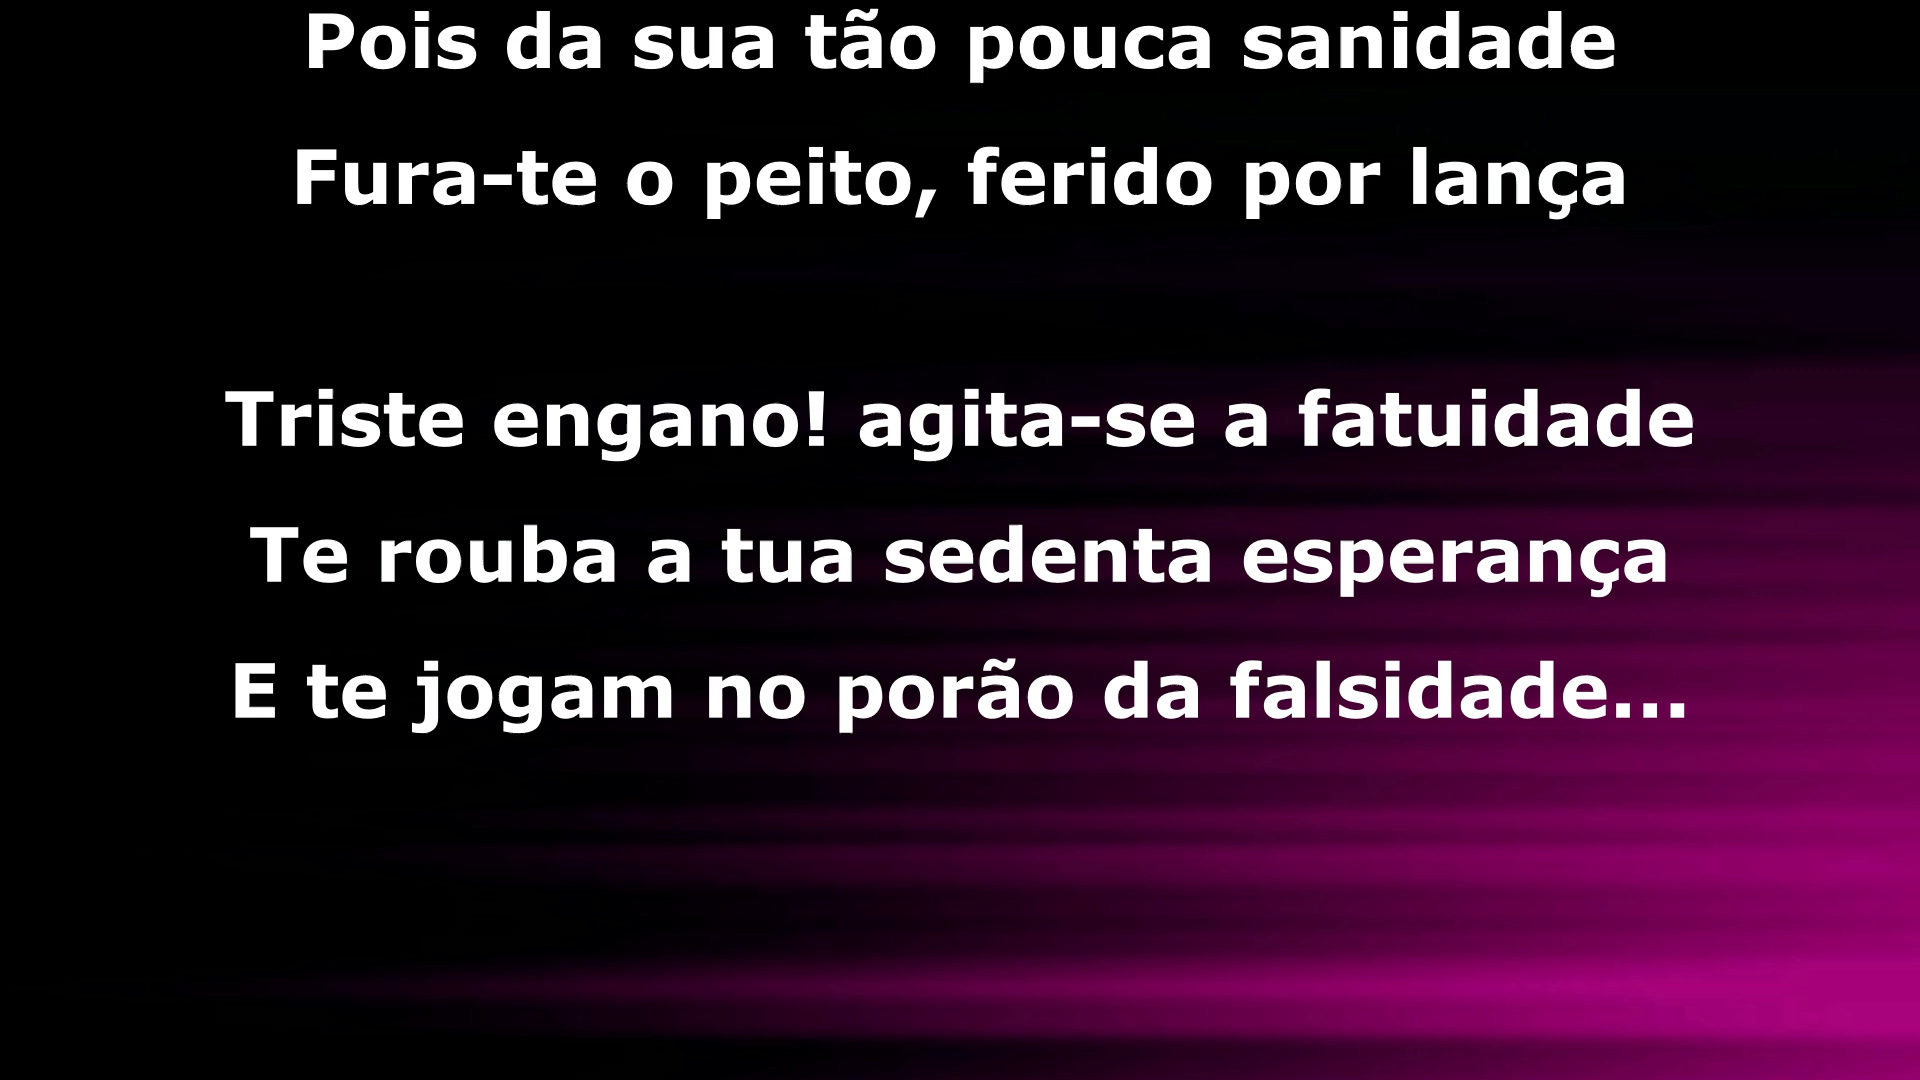 Pois da sua tão pouca sanidade
Fura-te o peito, ferido por lança
Triste engano! agita-se a fatuidade
Te rouba a tua sedenta esperança
E te jogam no porão da falsidade...